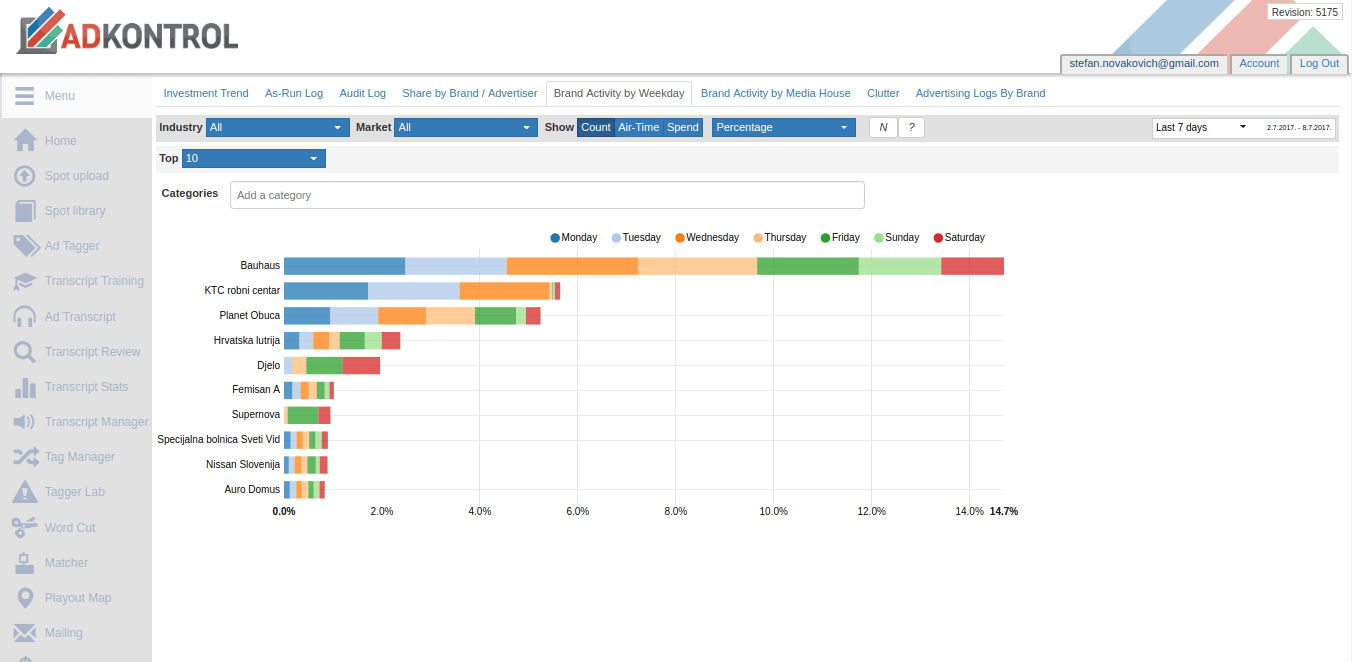 Revision: 5175
ADKONTROL
stefan.novakovich@gmail.com Account Log Out
Menu
Investment Trend As-Run Log Audit Log Share by Brand / Advertiser Brand Activity by Weekday Brand Activity by Media House Clutter Advertising Logs By Brand
Industry All Market All Show Count Air-Time Spend Percentage N ? Last 7 days 2.7.2017. - 8.7.2017.
Top 10
Categories Add a category
Home
Spot upload
Spot library
Ad Tagger
Transcript Training
Ad Transcript
Transcript Review
Transcript Stats
Transcript Manager
Tag Manager
Tagger Lab
Word Cut
Matcher
Playout Map
Mailing
Monday Tuesday Wednesday Thursday Friday Sunday Saturday
Bauhaus
KTC robni centar
Planet Obuca
Hrvatska lutrija
Djelo
Femisan A
Supernova
Specijalna bolnica Sveti Vid
Nissan Slovenija
Auro Domus
0.0% 2.0% 4.0% 6.0% 8.0% 10.0% 12.0% 14.0% 14.7%